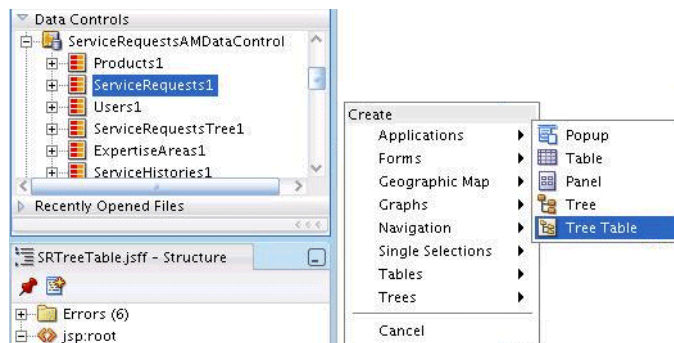 Data Controls
ServiceRequestsAMDataControl
Products1
ServiceRequests1
Users1
ServiceRequestsTree1
ExpertiseAreas1
ServiceHistories1
Recently Opened Files
SRTreeTable.jsff - Structure
Errors (6)
jsp:root
Create
Applications
Forms
Geographic Map
Graphs
Navigation
Single Selections
Tables
Trees
Cancel
Popup
Table
Panel
Tree
Tree Table